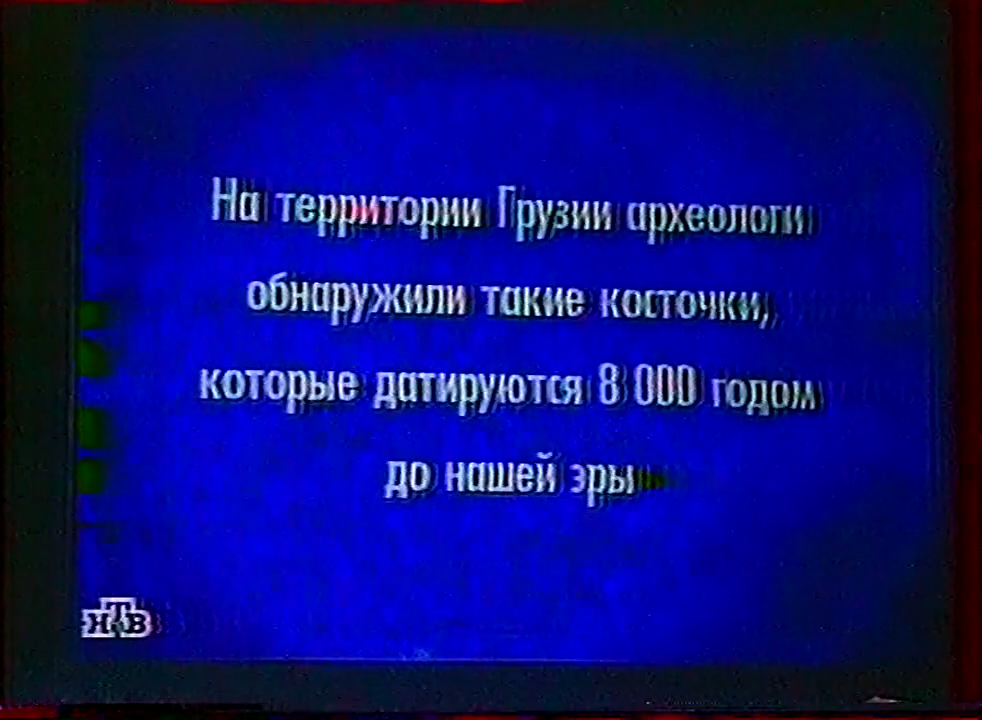 На территории Грузии археологи
обнаружили такие косточки,
которые датируются 8 000 годом
до нашей эры
НТВ